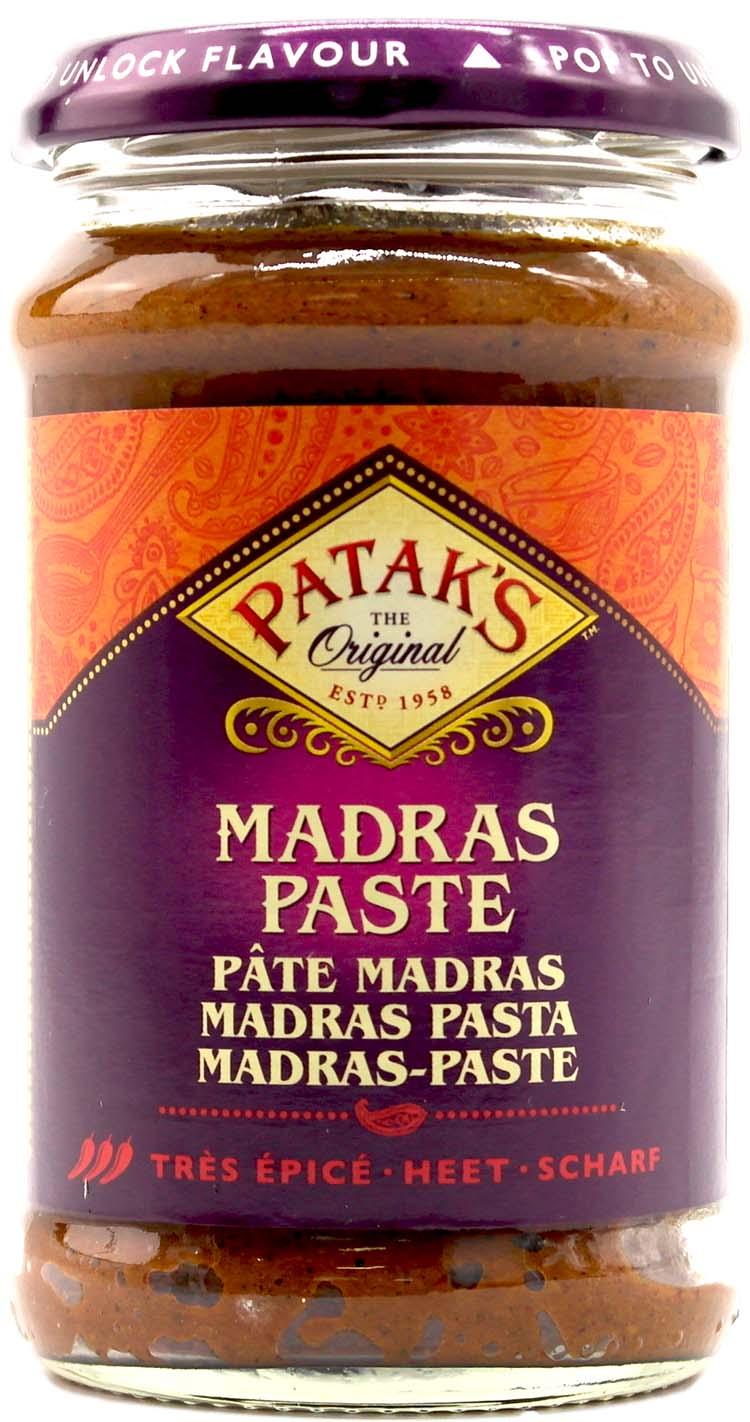 UNLOCK FLAVOUR ▲ POP TO
PATAK'S
THE
Original
ESTD 1958
TM
MADRAS
PASTE
PÂTE MADRAS
MADRAS PASTA
MADRAS-PASTE
TRÈS ÉPICÉ · HEET · SCHARF